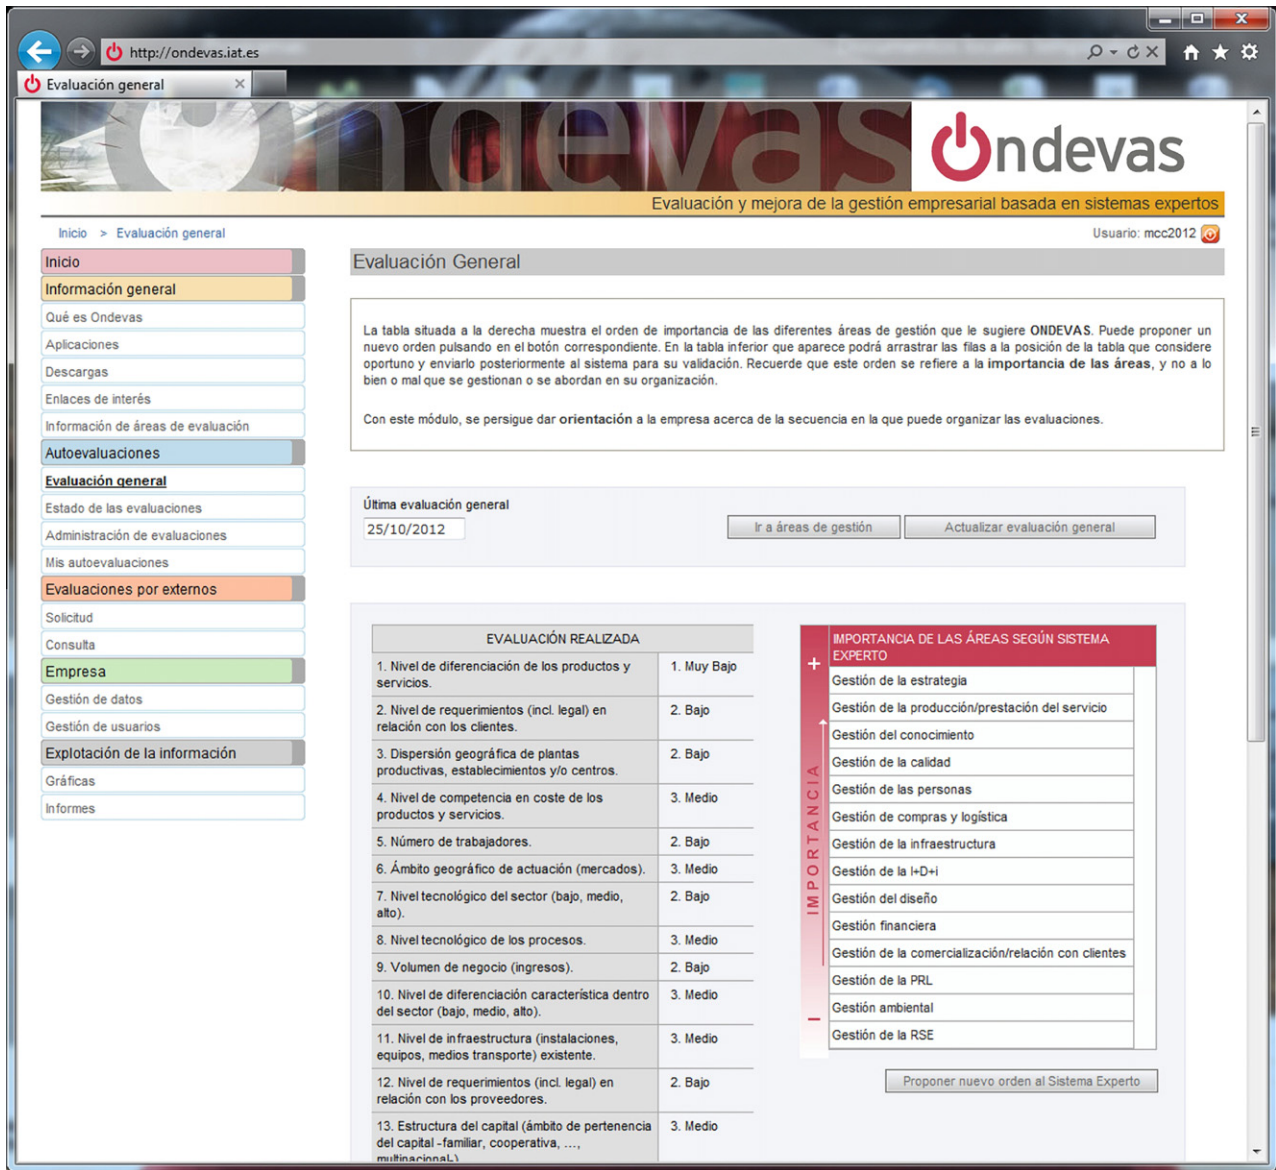 http://ondevas.iat.es
Evaluación general
Ondevas
Ondevas
Evaluación y mejora de la gestión empresarial basada en sistemas expertos
Inicio > Evaluación general
Usuario: mcc2012
Inicio
Información general
Qué es Ondevas
Aplicaciones
Descargas
Enlaces de interés
Información de áreas de evaluación
Autoevaluaciones
Evaluación general
Estado de las evaluaciones
Administración de evaluaciones
Mis autoevaluaciones
Evaluaciones por externos
Solicitud
Consulta
Empresa
Gestión de datos
Gestión de usuarios
Explotación de la información
Gráficas
Informes
Evaluación General
La tabla situada a la derecha muestra el orden de importancia de las diferentes áreas de gestión que le sugiere ONDEVAS. Puede proponer un
nuevo orden pulsando en el botón correspondiente. En la tabla inferior que aparece podrá arrastrar las filas a la posición de la tabla que considere
oportuno y enviarlo posteriormente al sistema para su validación. Recuerde que este orden se refiere a la importancia de las áreas, y no a lo
bien o mal que se gestionan o se abordan en su organización.
Con este módulo, se persigue dar orientación a la empresa acerca de la secuencia en la que puede organizar las evaluaciones.
Última evaluación general
25/10/2012
Ir a áreas de gestión
Actualizar evaluación general
EVALUACIÓN REALIZADA
1. Nivel de diferenciación de los productos y
servicios.
1. Muy Bajo
2. Nivel de requerimientos (incl. legal) en
relación con los clientes.
2. Bajo
3. Dispersión geográfica de plantas
productivas, establecimientos y/o centros.
2. Bajo
4. Nivel de competencia en coste de los
productos y servicios.
3. Medio
5. Número de trabajadores.
2. Bajo
6. Ámbito geográfico de actuación (mercados).
3. Medio
7. Nivel tecnológico del sector (bajo, medio,
alto).
2. Bajo
8. Nivel tecnológico de los procesos.
3. Medio
9. Volumen de negocio (ingresos).
2. Bajo
10. Nivel de diferenciación característica dentro
del sector (bajo, medio, alto).
3. Medio
11. Nivel de infraestructura (instalaciones,
equipos, medios transporte) existente.
3. Medio
12. Nivel de requerimientos (incl. legal) en
relación con los proveedores.
2. Bajo
13. Estructura del capital (ámbito de pertenencia
del capital -familiar, cooperativa, ...,
multinacional-)
3. Medio
+
IMPORTANCIA
–
IMPORTANCIA DE LAS ÁREAS SEGÚN SISTEMA
EXPERTO
Gestión de la estrategia
Gestión de la producción/prestación del servicio
Gestión del conocimiento
Gestión de la calidad
Gestión de las personas
Gestión de compras y logística
Gestión de la infraestructura
Gestión de la I+D+i
Gestión del diseño
Gestión financiera
Gestión de la comercialización/relación con clientes
Gestión de la PRL
Gestión ambiental
Gestión de la RSE
Proponer nuevo orden al Sistema Experto